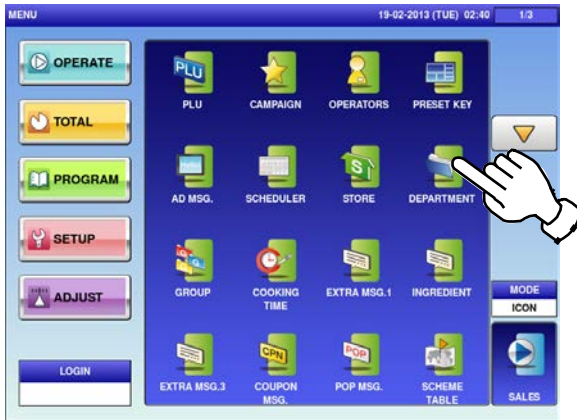 MENU
19-02-2013 (TUE) 02:40
1/3
OPERATE
TOTAL
PROGRAM
SETUP
ADJUST
LOGIN
PLU
PLU
CAMPAIGN
OPERATORS
PRESET KEY
AD MSG.
SCHEDULER
S
STORE
DEPARTMENT
GROUP
COOKING
TIME
EXTRA MSG.1
INGREDIENT
EXTRA MSG.3
CPN
COUPON
MSG.
POP
POP MSG.
SCHEME
TABLE
MODE
ICON
SALES